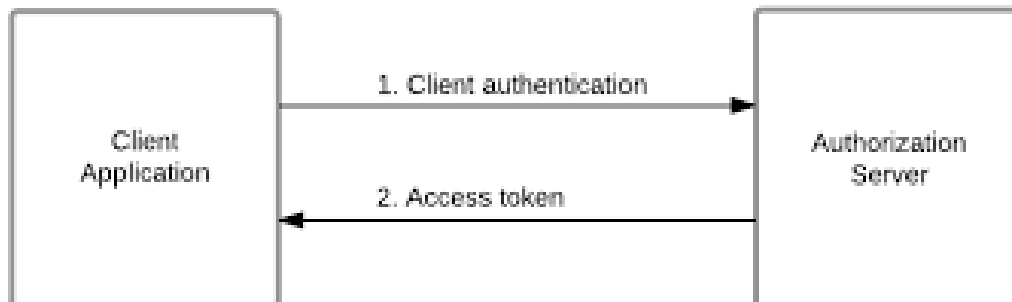 1. Client authentication
Client
Application
Authorization
Server
2. Access token